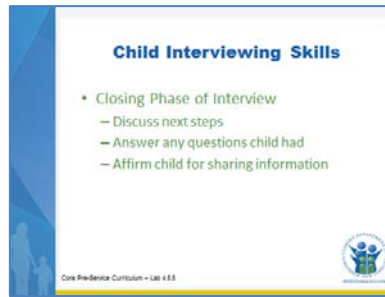 Child Interviewing Skills
• Closing Phase of Interview
– Discuss next steps
– Answer any questions child had
– Affirm child for sharing information
Core Pre-Service Curriculum – Lab 4.5.5